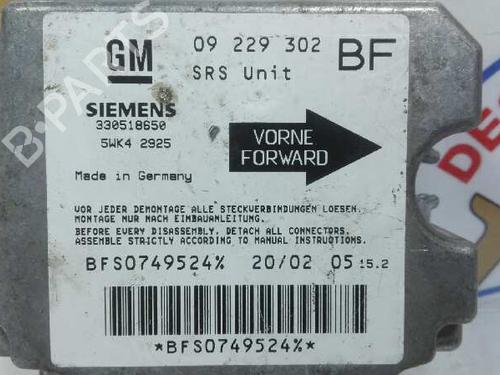 GM 09 229 302 BF
SRS Unit
SIEMENS
330518650
5WK4 2925
VORNE
FORWARD
Made in Germany
VOR JEDER DEMONTAGE ALLE STECKVERBINDUNGEN LOESEN.
MONTAGE NUR NACH EINBAUANLEITUNG.
BEFORE EVERY DISASSEMBLY, DETACH ALL CONNECTORS.
ASSEMBLE STRICTLY ACCORDING TO MANUAL INSTRUCTIONS.
BFS0749524% 20/02 05 15.2
*BFS0749524%*
B-PARTS